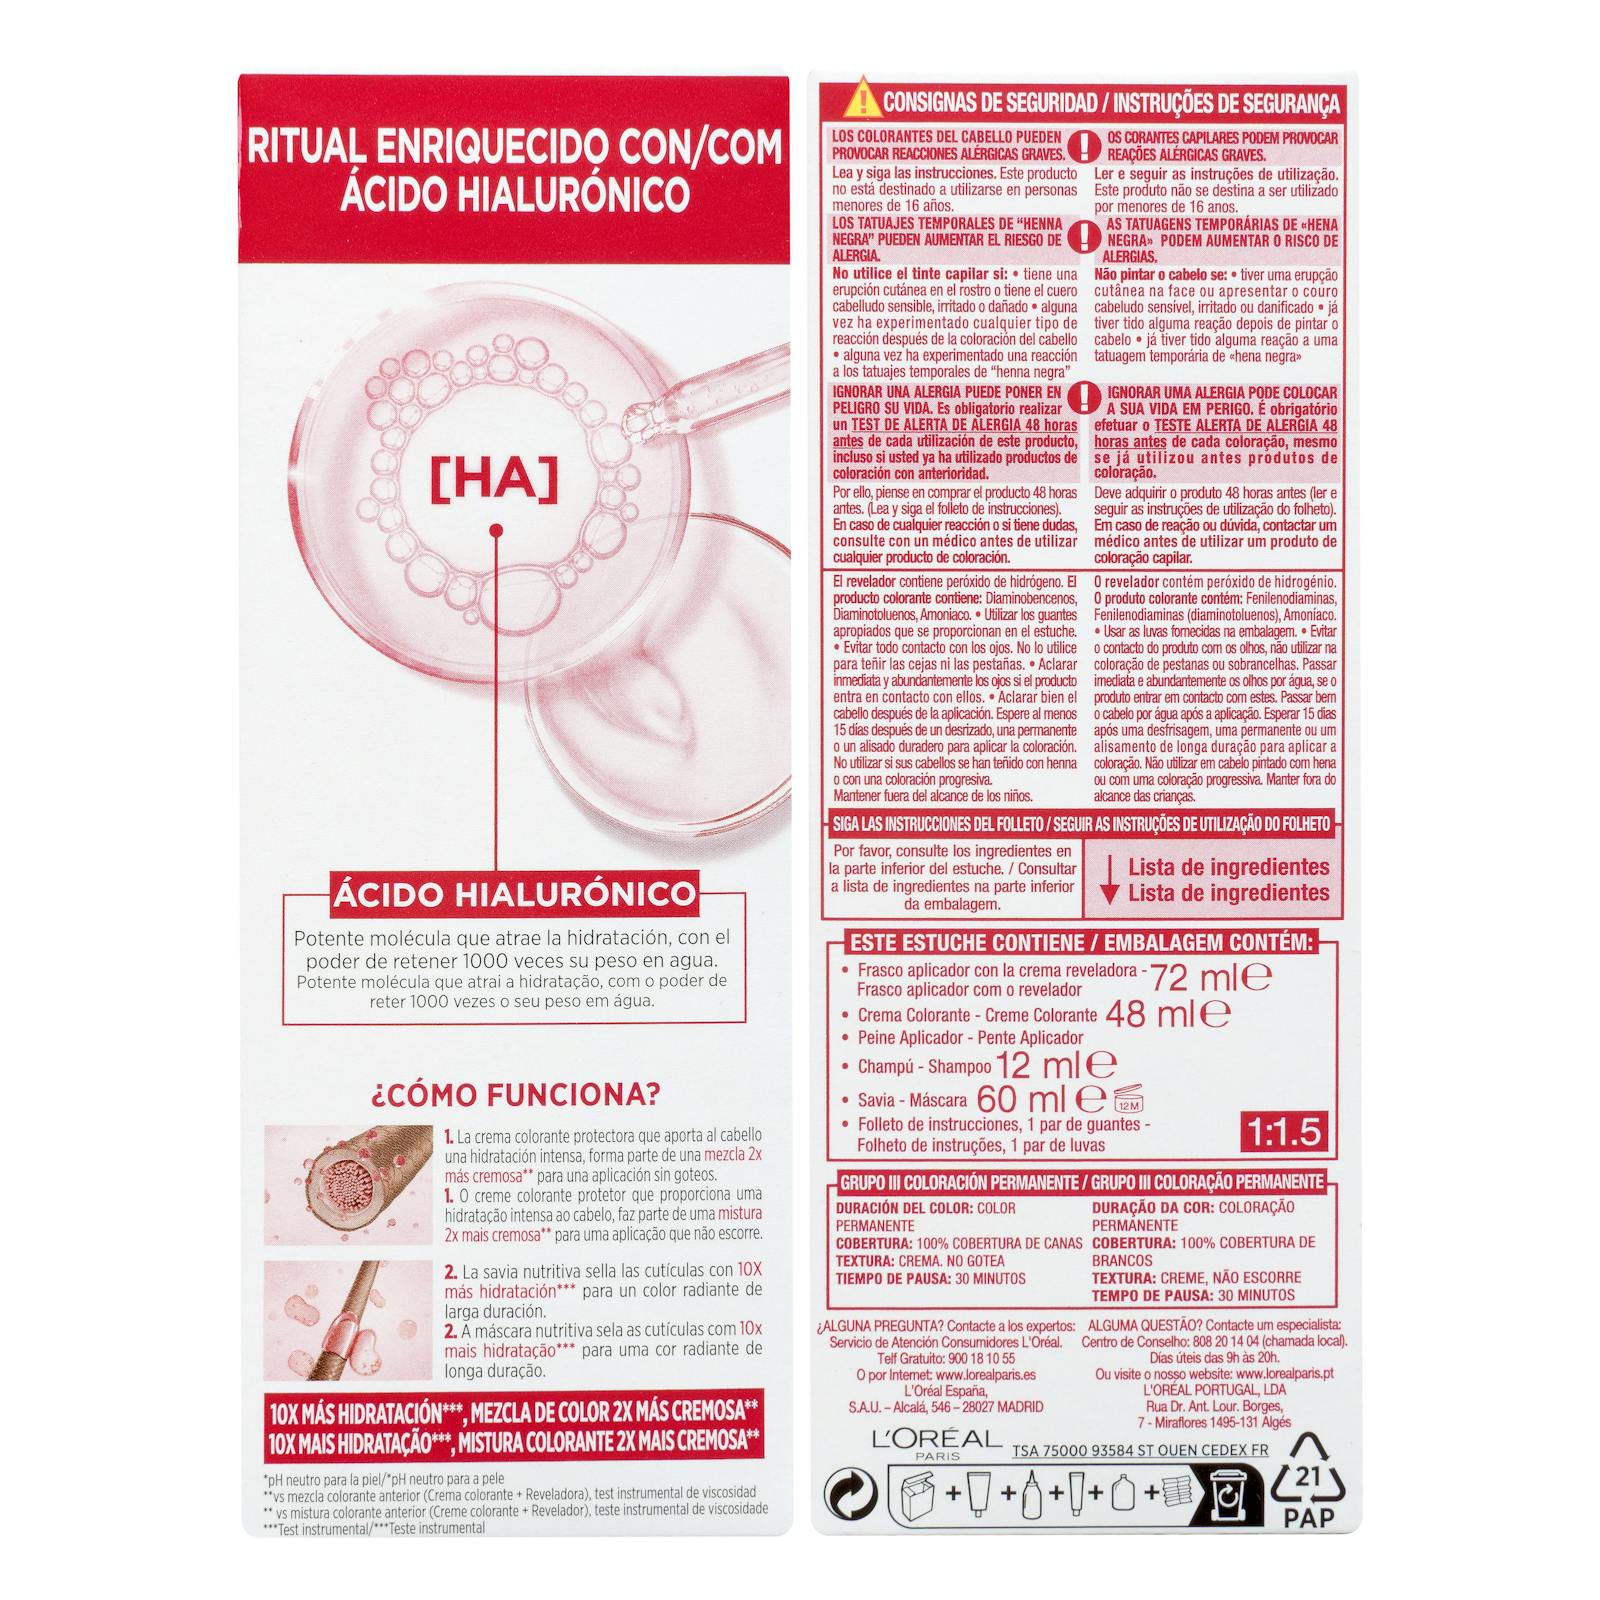 RITUAL ENRIQUECIDO CON/COM
ÁCIDO HIALURÓNICO
[HA]
ÁCIDO HIALURÓNICO
Potente molécula que atrae la hidratación, con el
poder de retener 1000 veces su peso en agua.
Potente molécula que atrai a hidratação, com o poder de
reter 1000 vezes o seu peso em água.
¿CÓMO FUNCIONA?
1. La crema colorante protectora que aporta al cabello
una hidratación intensa, forma parte de una mezcla 2x
más cremosa** para una aplicación sin goteos.
1. O creme colorante protetor que proporciona uma
hidratação intensa ao cabelo, faz parte de uma mistura
2x mais cremosa** para uma aplicação que não escorre.
2. La savia nutritiva sella las cutículas con 10X
más hidratación*** para un color radiante de
larga duración.
2. A máscara nutritiva sela as cutículas com 10x
mais hidratação*** para uma cor radiante de
longa duração.
10X MÁS HIDRATACIÓN***, MEZCLA DE COLOR 2X MÁS CREMOSA**
10X MAIS HIDRATAÇÃO***, MISTURA COLORANTE 2X MAIS CREMOSA**
*pH neutro para la piel/*pH neutro para a pele
**vs mezcla colorante anterior (Crema colorante + Reveladora), test instrumental de viscosidad
** vs mistura colorante anterior (Creme colorante + Revelador), teste instrumental de viscosidade
***Test instrumental/***Teste instrumental
CONSIGNAS DE SEGURIDAD / INSTRUÇÕES DE SEGURANÇA
LOS COLORANTES DEL CABELLO PUEDEN
PROVOCAR REACCIONES ALÉRGICAS GRAVES.
Lea y siga las instrucciones. Este producto
no está destinado a utilizarse en personas
menores de 16 años.
LOS TATUAJES TEMPORALES DE "HENNA
NEGRA" PUEDEN AUMENTAR EL RIESGO DE
ALERGIA.
No utilice el tinte capilar si: • tiene una
erupción cutánea en el rostro o tiene el cuero
cabelludo sensible, irritado o dañado • alguna
vez ha experimentado cualquier tipo de
reacción después de la coloración del cabello
• alguna vez ha experimentado una reacción
a los tatuajes temporales de "henna negra"
IGNORAR UNA ALERGIA PUEDE PONER EN
PELIGRO SU VIDA. Es obligatorio realizar
un TEST DE ALERTA DE ALERGIA 48 horas
antes de cada utilización de este producto,
incluso si usted ya ha utilizado productos de
coloración con anterioridad.
Por ello, piense en comprar el producto 48 horas
antes. (Lea y siga el folleto de instrucciones).
En caso de cualquier reacción o si tiene dudas,
consulte con un médico antes de utilizar
cualquier producto de coloración.
OS CORANTES CAPILARES PODEM PROVOCAR
REAÇÕES ALÉRGICAS GRAVES.
Ler e seguir as instruções de utilização.
Este produto não se destina a ser utilizado
por menores de 16 anos.
AS TATUAGENS TEMPORÁRIAS DE «HENA
NEGRA» PODEM AUMENTAR O RISCO DE
ALERGIAS.
Não pintar o cabelo se: • tiver uma erupção
cutânea na face ou apresentar o couro
cabeludo sensível, irritado ou danificado • já
tiver tido alguma reação depois de pintar o
cabelo • já tiver tido alguma reação a uma
tatuagem temporária de «hena negra»
IGNORAR UMA ALERGIA PODE COLOCAR
A SUA VIDA EM PERIGO. É obrigatório
efetuar o TESTE ALERTA DE ALERGIA 48
horas antes de cada coloração, mesmo
se já utilizou antes produtos de
coloração.
Deve adquirir o produto 48 horas antes (ler e
seguir as instruções de utilização do folheto).
Em caso de reação ou dúvida, contactar um
médico antes de utilizar um produto de
coloração capilar.
El revelador contiene peróxido de hidrógeno. El
producto colorante contiene: Diaminobencenos,
Diaminotoluenos, Amoniaco. • Utilizar los guantes
apropiados que se proporcionan en el estuche.
• Evitar todo contacto con los ojos. No lo utilice
para teñir las cejas ni las pestañas. • Aclarar
inmediata y abundantemente los ojos si el producto
entra en contacto con ellos. • Aclarar bien el
cabello después de la aplicación. Espere al menos
15 días después de un desrizado, una permanente
o un alisado duradero para aplicar la coloración.
No utilizar si sus cabellos se han teñido con henna
o con una coloración progresiva.
Mantener fuera del alcance de los niños.
O revelador contém peróxido de hidrogénio.
O produto colorante contém: Fenilenodiaminas,
Fenilenodiaminas (diaminotoluenos), Amoníaco.
• Usar as luvas fornecidas na embalagem. • Evitar
o contacto do produto com os olhos, não utilizar na
coloração de pestanas ou sobrancelhas. Passar
imediata e abundantemente os olhos por água, se o
produto entrar em contacto com estes. Passar bem
o cabelo por água após a aplicação. Esperar 15 dias
após uma desfrisagem, uma permanente ou um
alisamento de longa duração para aplicar a
coloração. Não utilizar em cabelo pintado com hena
ou com uma coloração progressiva. Manter fora do
alcance das crianças.
SIGA LAS INSTRUCCIONES DEL FOLLETO / SEGUIR AS INSTRUÇÕES DE UTILIZAÇÃO DO FOLHETO
Por favor, consulte los ingredientes en
la parte inferior del estuche. / Consultar
a lista de ingredientes na parte inferior
da embalagem.
Lista de ingredientes
Lista de ingredientes
ESTE ESTUCHE CONTIENE / EMBALAGEM CONTÉM:
• Frasco aplicador con la crema reveladora - 72 ml℮
Frasco aplicador com o revelador
• Crema Colorante - Creme Colorante 48 ml℮
• Peine Aplicador - Pente Aplicador
• Champú - Shampoo 12 ml℮
• Savia - Máscara 60 ml℮ 12M
• Folleto de instrucciones, 1 par de guantes -
Folheto de instruções, 1 par de luvas
1:1.5
GRUPO III COLORACIÓN PERMANENTE / GRUPO III COLORAÇÃO PERMANENTE
DURACIÓN DEL COLOR: COLOR
PERMANENTE
COBERTURA: 100% COBERTURA DE CANAS
TEXTURA: CREMA. NO GOTEA
TIEMPO DE PAUSA: 30 MINUTOS
DURAÇÃO DA COR: COLORAÇÃO
PERMANENTE
COBERTURA: 100% COBERTURA DE
BRANCOS
TEXTURA: CREME, NÃO ESCORRE
TEMPO DE PAUSA: 30 MINUTOS
¿ALGUNA PREGUNTA? Contacte a los expertos:
Servicio de Atención Consumidores L'Oréal.
Telf Gratuito: 900 18 10 55
O por Internet: www.lorealparis.es
L'Oréal España,
S.A.U. – Alcalá, 546 – 28027 MADRID
ALGUMA QUESTÃO? Contacte um especialista:
Centro de Conselho: 808 20 14 04 (chamada local).
Dias úteis das 9h às 20h.
Ou visite o nosso website: www.lorealparis.pt
L'ORÉAL PORTUGAL, LDA
Rua Dr. Ant. Lour. Borges,
7 - Miraflores 1495-131 Algés
L'ORÉAL
PARIS
TSA 75000 93584 ST OUEN CEDEX FR
21
PAP